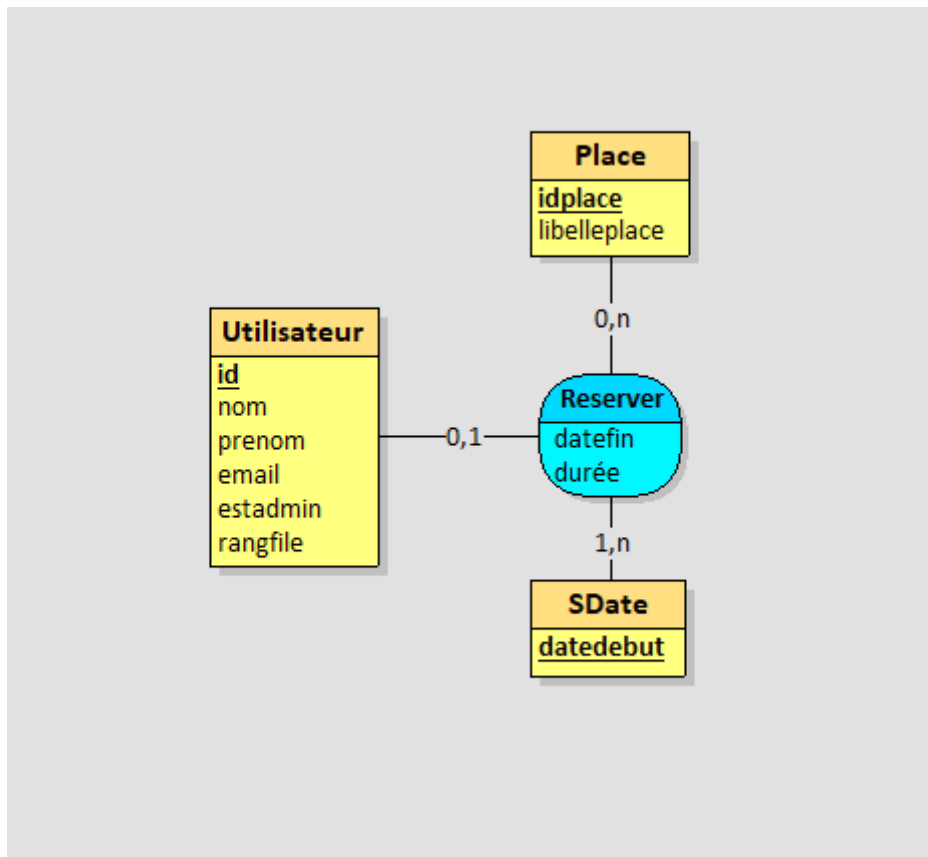 Place
idplace
libelleplace
0,n
Utilisateur
id
nom
prenom
email
estadmin
rangfile
0,1
Reserver
datefin
durée
1,n
SDate
datedebut